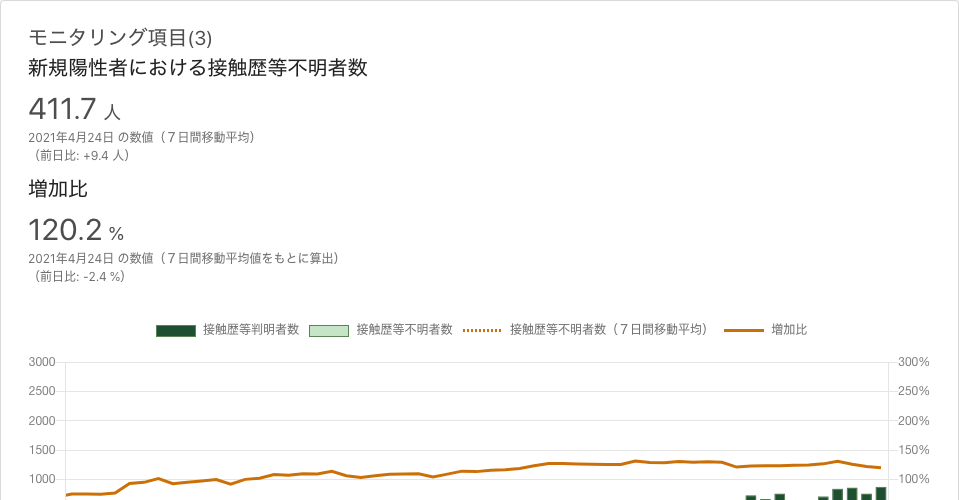 モニタリング項目(3)
新規陽性者における接触歴等不明者数
411.7 人
2021年4月24日 の数値（７日間移動平均）
（前日比: +9.4 人）
増加比
120.2 %
2021年4月24日 の数値（７日間移動平均値をもとに算出）
（前日比: -2.4 %）
接触歴等判明者数 接触歴等不明者数 接触歴等不明者数（７日間移動平均） 増加比
3000 300%
2500 250%
2000 200%
1500 150%
1000 100%